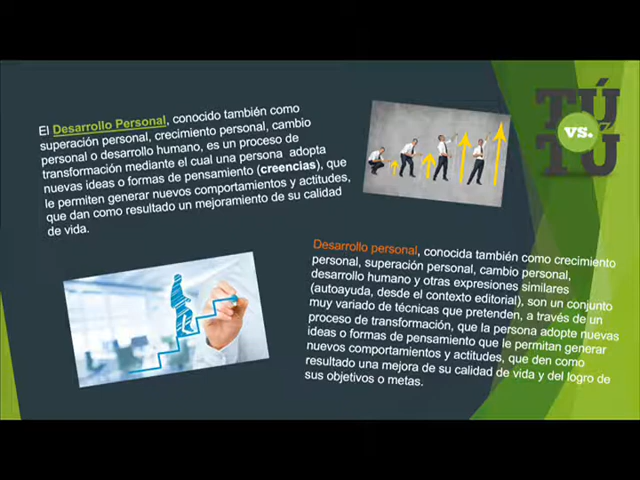 El Desarrollo Personal, conocido también como
superación personal, crecimiento personal, cambio
personal o desarrollo humano, es un proceso de
transformación mediante el cual una persona adopta
nuevas ideas o formas de pensamiento (creencias), que
le permiten generar nuevos comportamientos y actitudes,
que dan como resultado un mejoramiento de su calidad
de vida.
TÚ
vs.
TÚ
Desarrollo personal, conocida también como crecimiento
personal, superación personal, cambio personal,
desarrollo humano y otras expresiones similares
(autoayuda, desde el contexto editorial), son un conjunto
muy variado de técnicas que pretenden, a través de un
proceso de transformación, que la persona adopte nuevas
ideas o formas de pensamiento que le permitan generar
nuevos comportamientos y actitudes, que den como
resultado una mejora de su calidad de vida y del logro de
sus objetivos o metas.